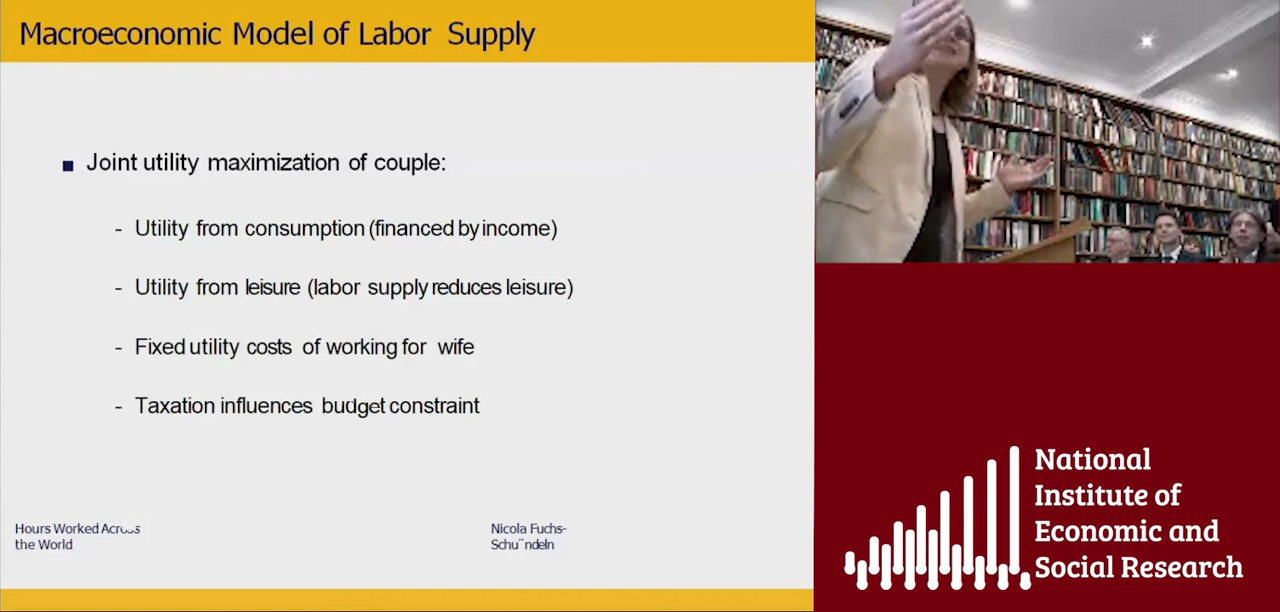 Macroeconomic Model of Labor Supply
■ Joint utility maximization of couple:
- Utility from consumption (financed by income)
- Utility from leisure (labor supply reduces leisure)
- Fixed utility costs of working for wife
- Taxation influences budget constraint
Hours Worked Across
the World
Nicola Fuchs-
Schu¨ndeln
National
Institute of
Economic and
Social Research